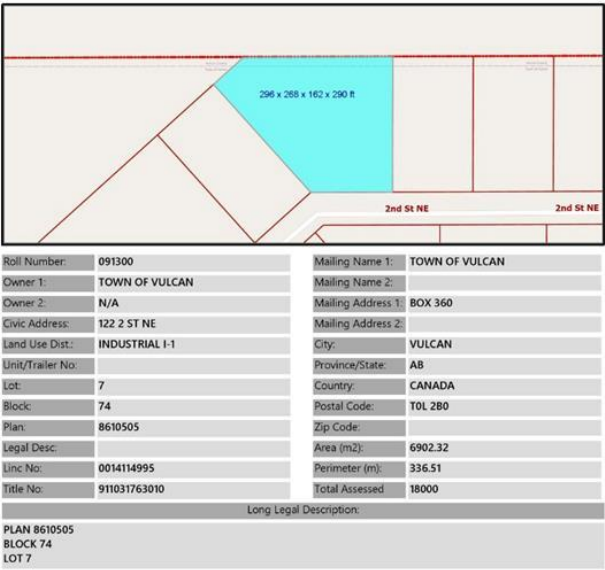 296 x 268 x 162 x 290 ft
2nd St NE 2nd St NE
Roll Number: 091300 Mailing Name 1: TOWN OF VULCAN
Owner 1: TOWN OF VULCAN Mailing Name 2:
Owner 2: N/A Mailing Address 1: BOX 360
Civic Address: 122 2 ST NE Mailing Address 2:
Land Use Dist.: INDUSTRIAL I-1 City: VULCAN
Unit/Trailer No: Province/State: AB
Lot: 7 Country: CANADA
Block: 74 Postal Code: T0L 2B0
Plan: 8610505 Zip Code:
Legal Desc: Area (m2): 6902.32
Linc No: 0014114995 Perimeter (m): 336.51
Title No: 911031763010 Total Assessed 18000
Long Legal Description:
PLAN 8610505
BLOCK 74
LOT 7